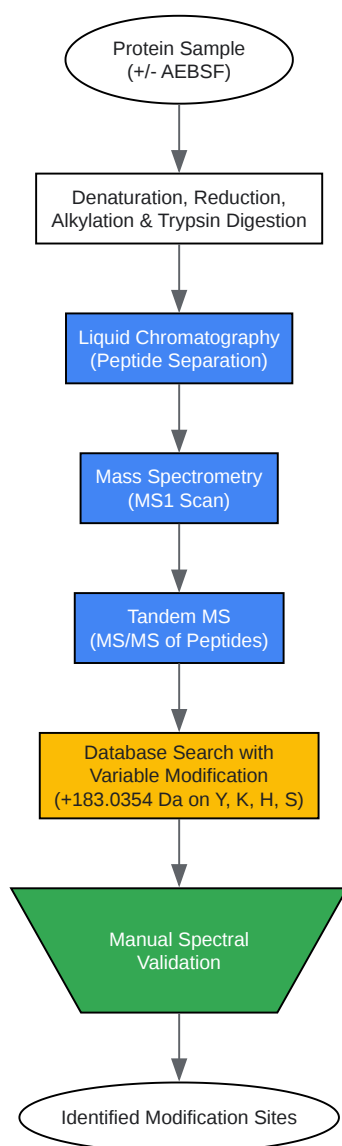 Protein Sample
(+/- AEBSF)
Denaturation, Reduction,
Alkylation & Trypsin Digestion
Liquid Chromatography
(Peptide Separation)
Mass Spectrometry
(MS1 Scan)
Tandem MS
(MS/MS of Peptides)
Database Search with
Variable Modification
(+183.0354 Da on Y, K, H, S)
Manual Spectral
Validation
Identified Modification Sites